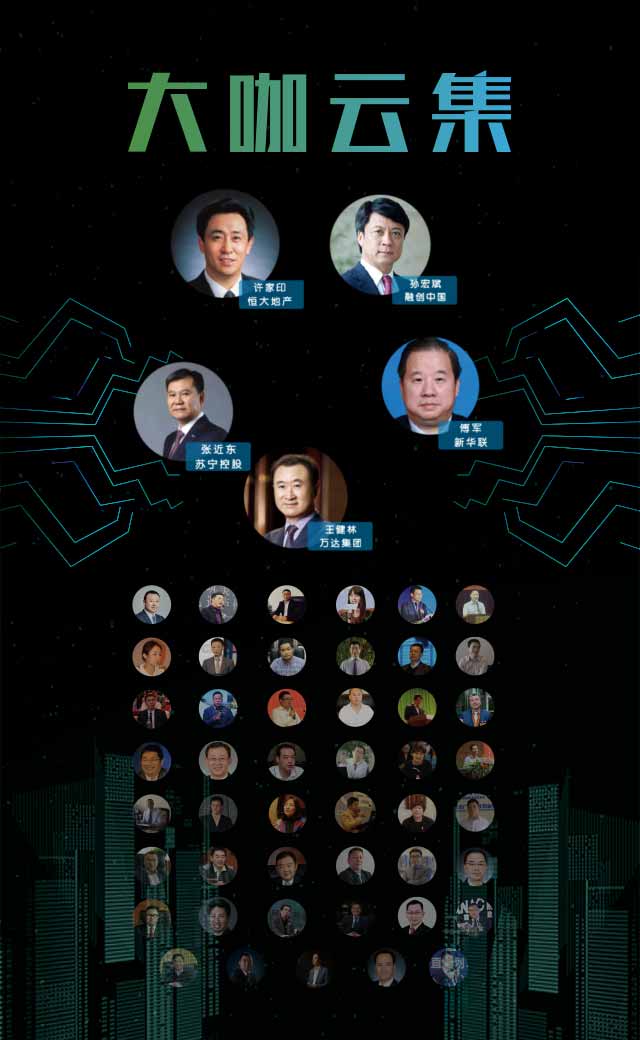 大咖云集
许家印
恒大地产
孙宏斌
融创中国
傅军
新华联
张近东
苏宁控股
王健林
万达集团